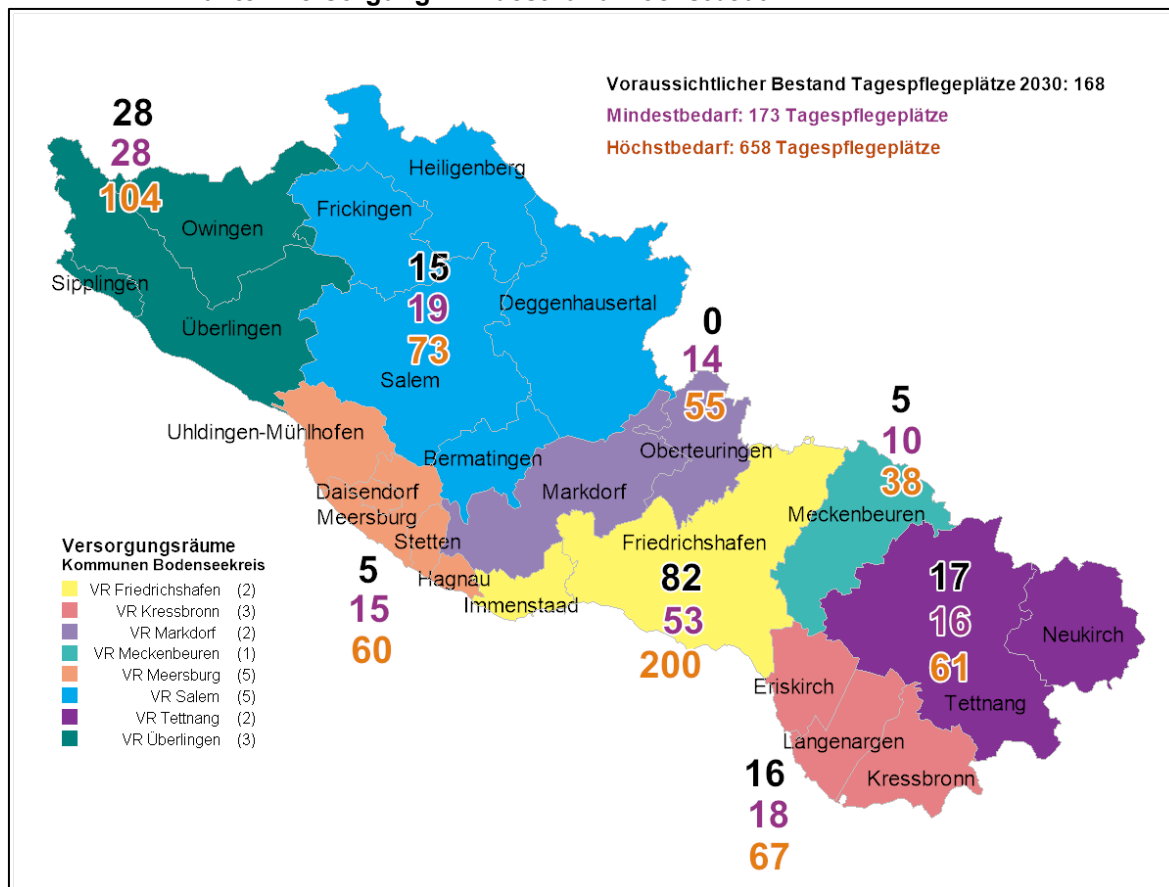 Voraussichtlicher Bestand Tagespflegeplätze 2030: 168
Mindestbedarf: 173 Tagespflegeplätze
Höchstbedarf: 658 Tagespflegeplätze
28
28
104
Heiligenberg
Frickingen
Owingen
Sipplingen
Überlingen
15
19
73
Deggenhausertal
Salem
0
14
55
Uhldingen-Mühlhofen
Bermatingen
Oberteuringen
Markdorf
Daisendorf
Meersburg
Stetten
Hagnau
Immenstaad
5
15
60
5
10
38
Meckenbeuren
Friedrichshafen
82
53
200
17
16
61
Neukirch
Tettnang
Eriskirch
Langenargen
Kressbronn
16
18
67
Versorgungsräume
Kommunen Bodenseekreis
VR Friedrichshafen (2)
VR Kressbronn (3)
VR Markdorf (2)
VR Meckenbeuren (1)
VR Meersburg (5)
VR Salem (5)
VR Tettnang (2)
VR Überlingen (3)